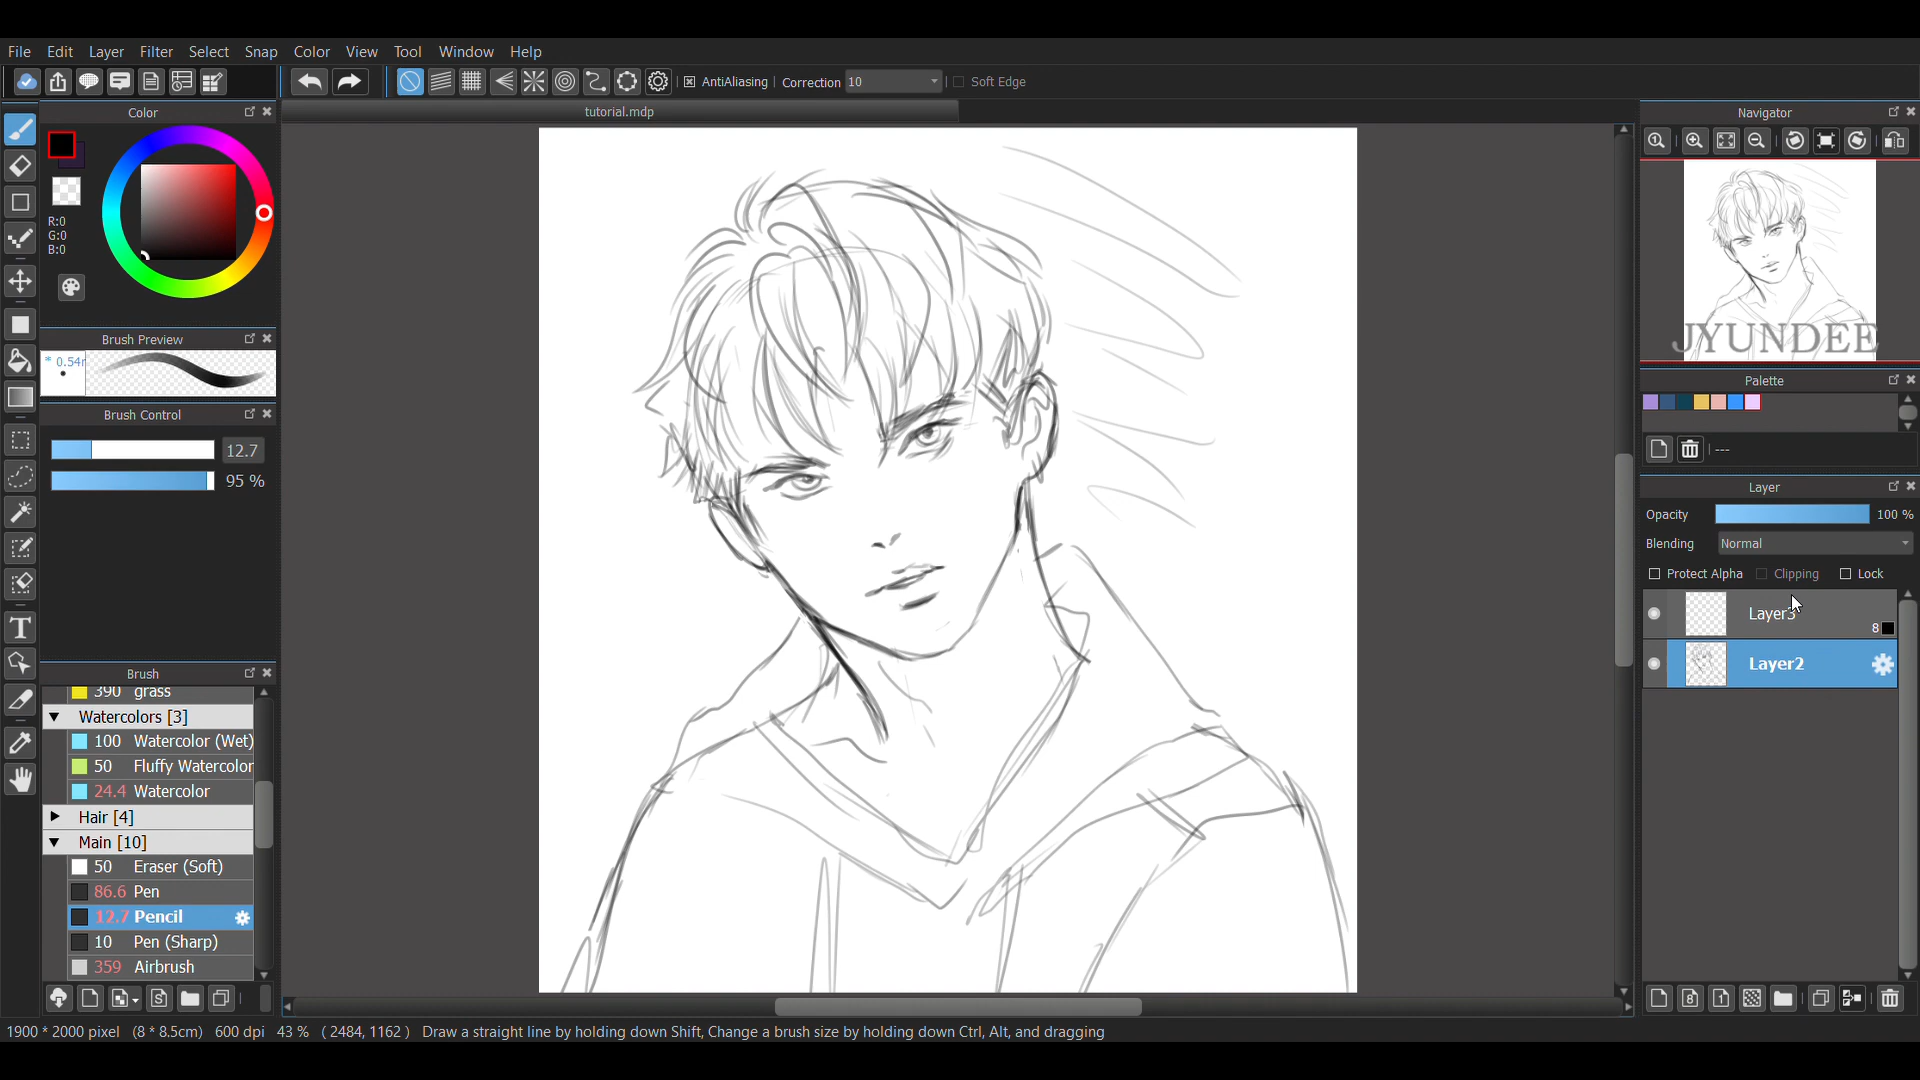 File Edit Layer Filter Select Snap Color View Tool Window Help
AntiAliasing Correction 10 Soft Edge
Color
tutorial.mdp
Navigator
R:0
G:0
B:0
Brush Preview
* 0.54
JYUNDEE
Palette
Brush Control
12.7
95 %
---
Layer
Opacity 100 %
Blending Normal
Protect Alpha Clipping Lock
Layer3
8
Layer2
Brush
390 grass
Watercolors [3]
100 Watercolor (Wet)
50 Fluffy Watercolor
24.4 Watercolor
Hair [4]
Main [10]
50 Eraser (Soft)
86.6 Pen
12.7 Pencil
10 Pen (Sharp)
359 Airbrush
1900 * 2000 pixel (8 * 8.5cm) 600 dpi 43 % ( 2484, 1162 ) Draw a straight line by holding down Shift, Change a brush size by holding down Ctrl, Alt, and dragging